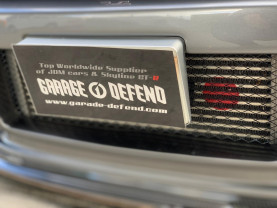 Top Worldwide Supplier
of JDM cars & Skyline GT-R
GARAGE DEFEND
www.garage-defend.com